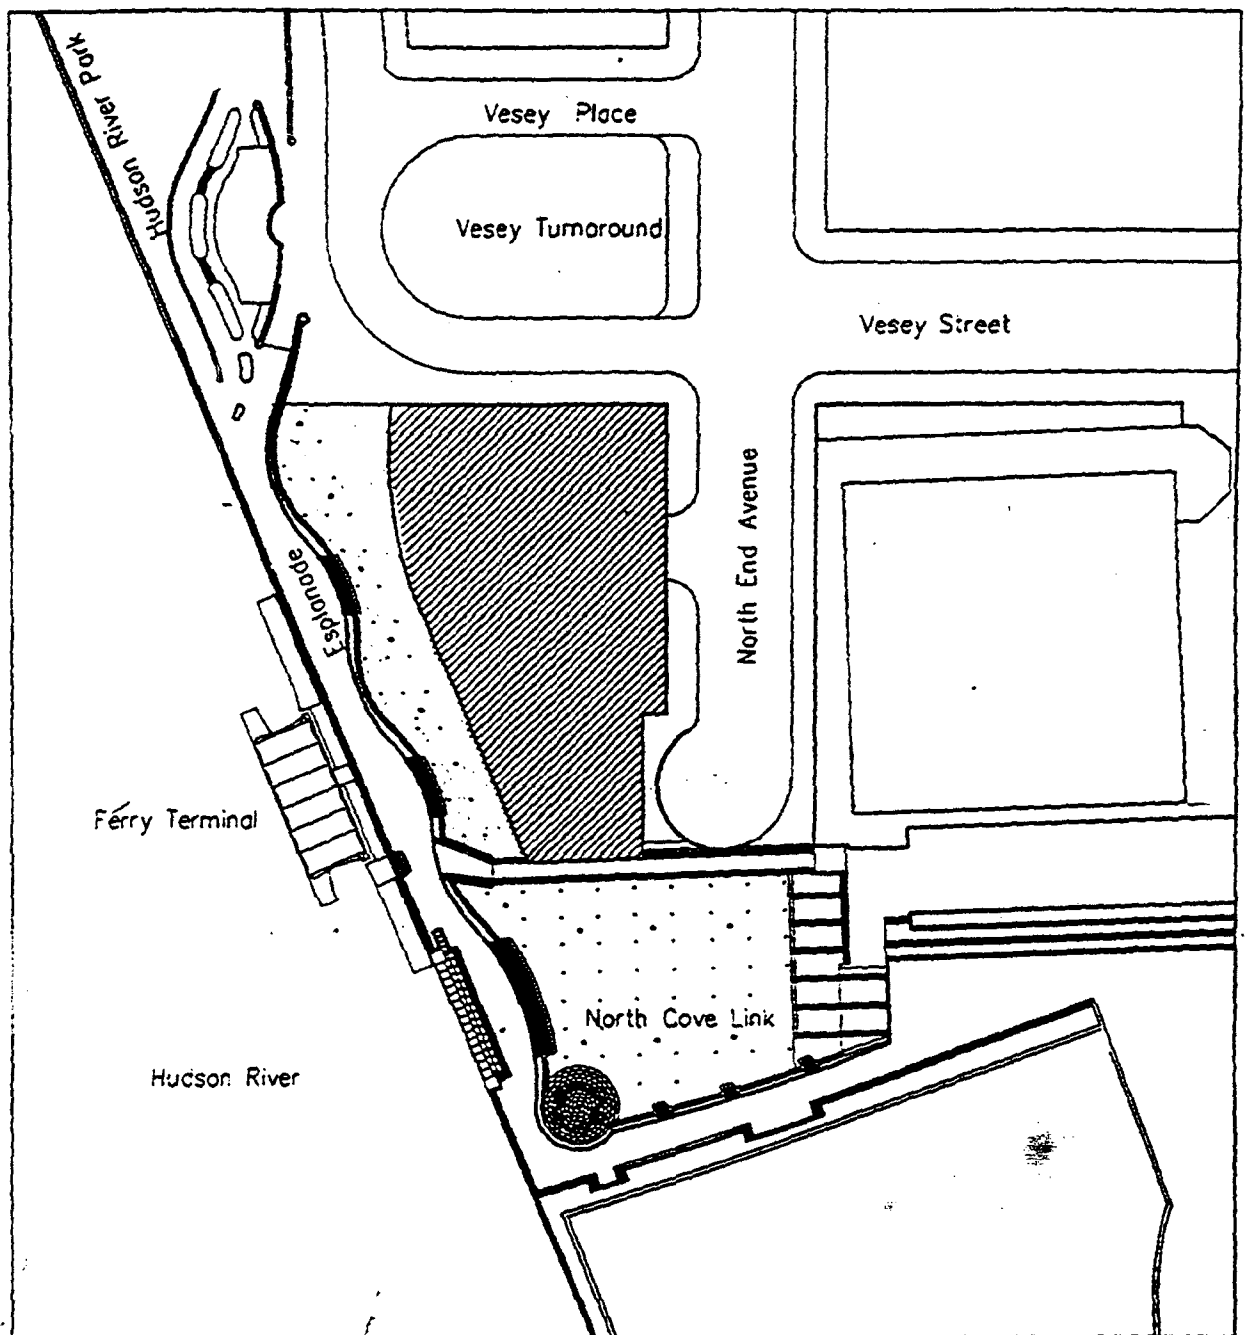 Hudson River Park
Vesey Place
Vesey Turnaround
Vesey Street
North End Avenue
Esplanade
Ferry Terminal
North Cove Link
Hudson River